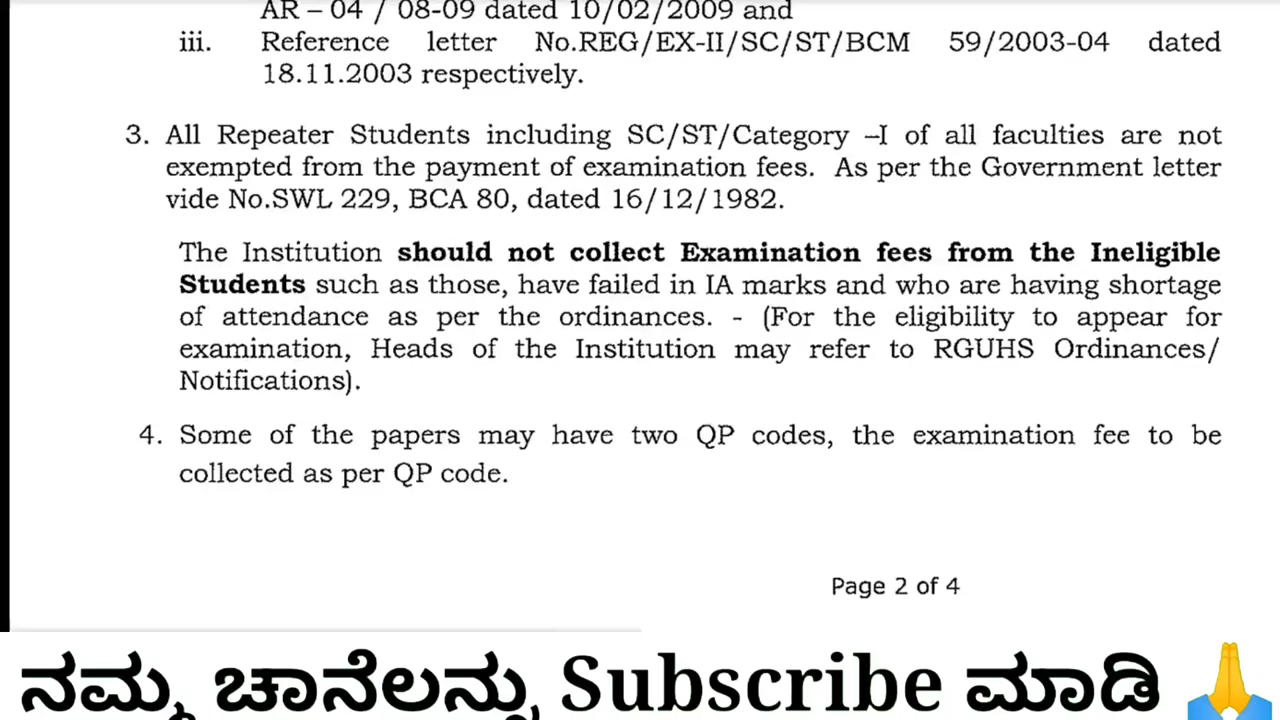 AR – 04 / 08-09 dated 10/02/2009 and
iii. Reference letter No.REG/EX-II/SC/ST/BCM 59/2003-04 dated
18.11.2003 respectively.
3. All Repeater Students including SC/ST/Category –I of all faculties are not
exempted from the payment of examination fees. As per the Government letter
vide No.SWL 229, BCA 80, dated 16/12/1982.
The Institution should not collect Examination fees from the Ineligible
Students such as those, have failed in IA marks and who are having shortage
of attendance as per the ordinances. - (For the eligibility to appear for
examination, Heads of the Institution may refer to RGUHS Ordinances/
Notifications).
4. Some of the papers may have two QP codes, the examination fee to be
collected as per QP code.
Page 2 of 4
ನಮ್ಮ ಚಾನೆಲನ್ನು Subscribe ಮಾಡಿ 🙏